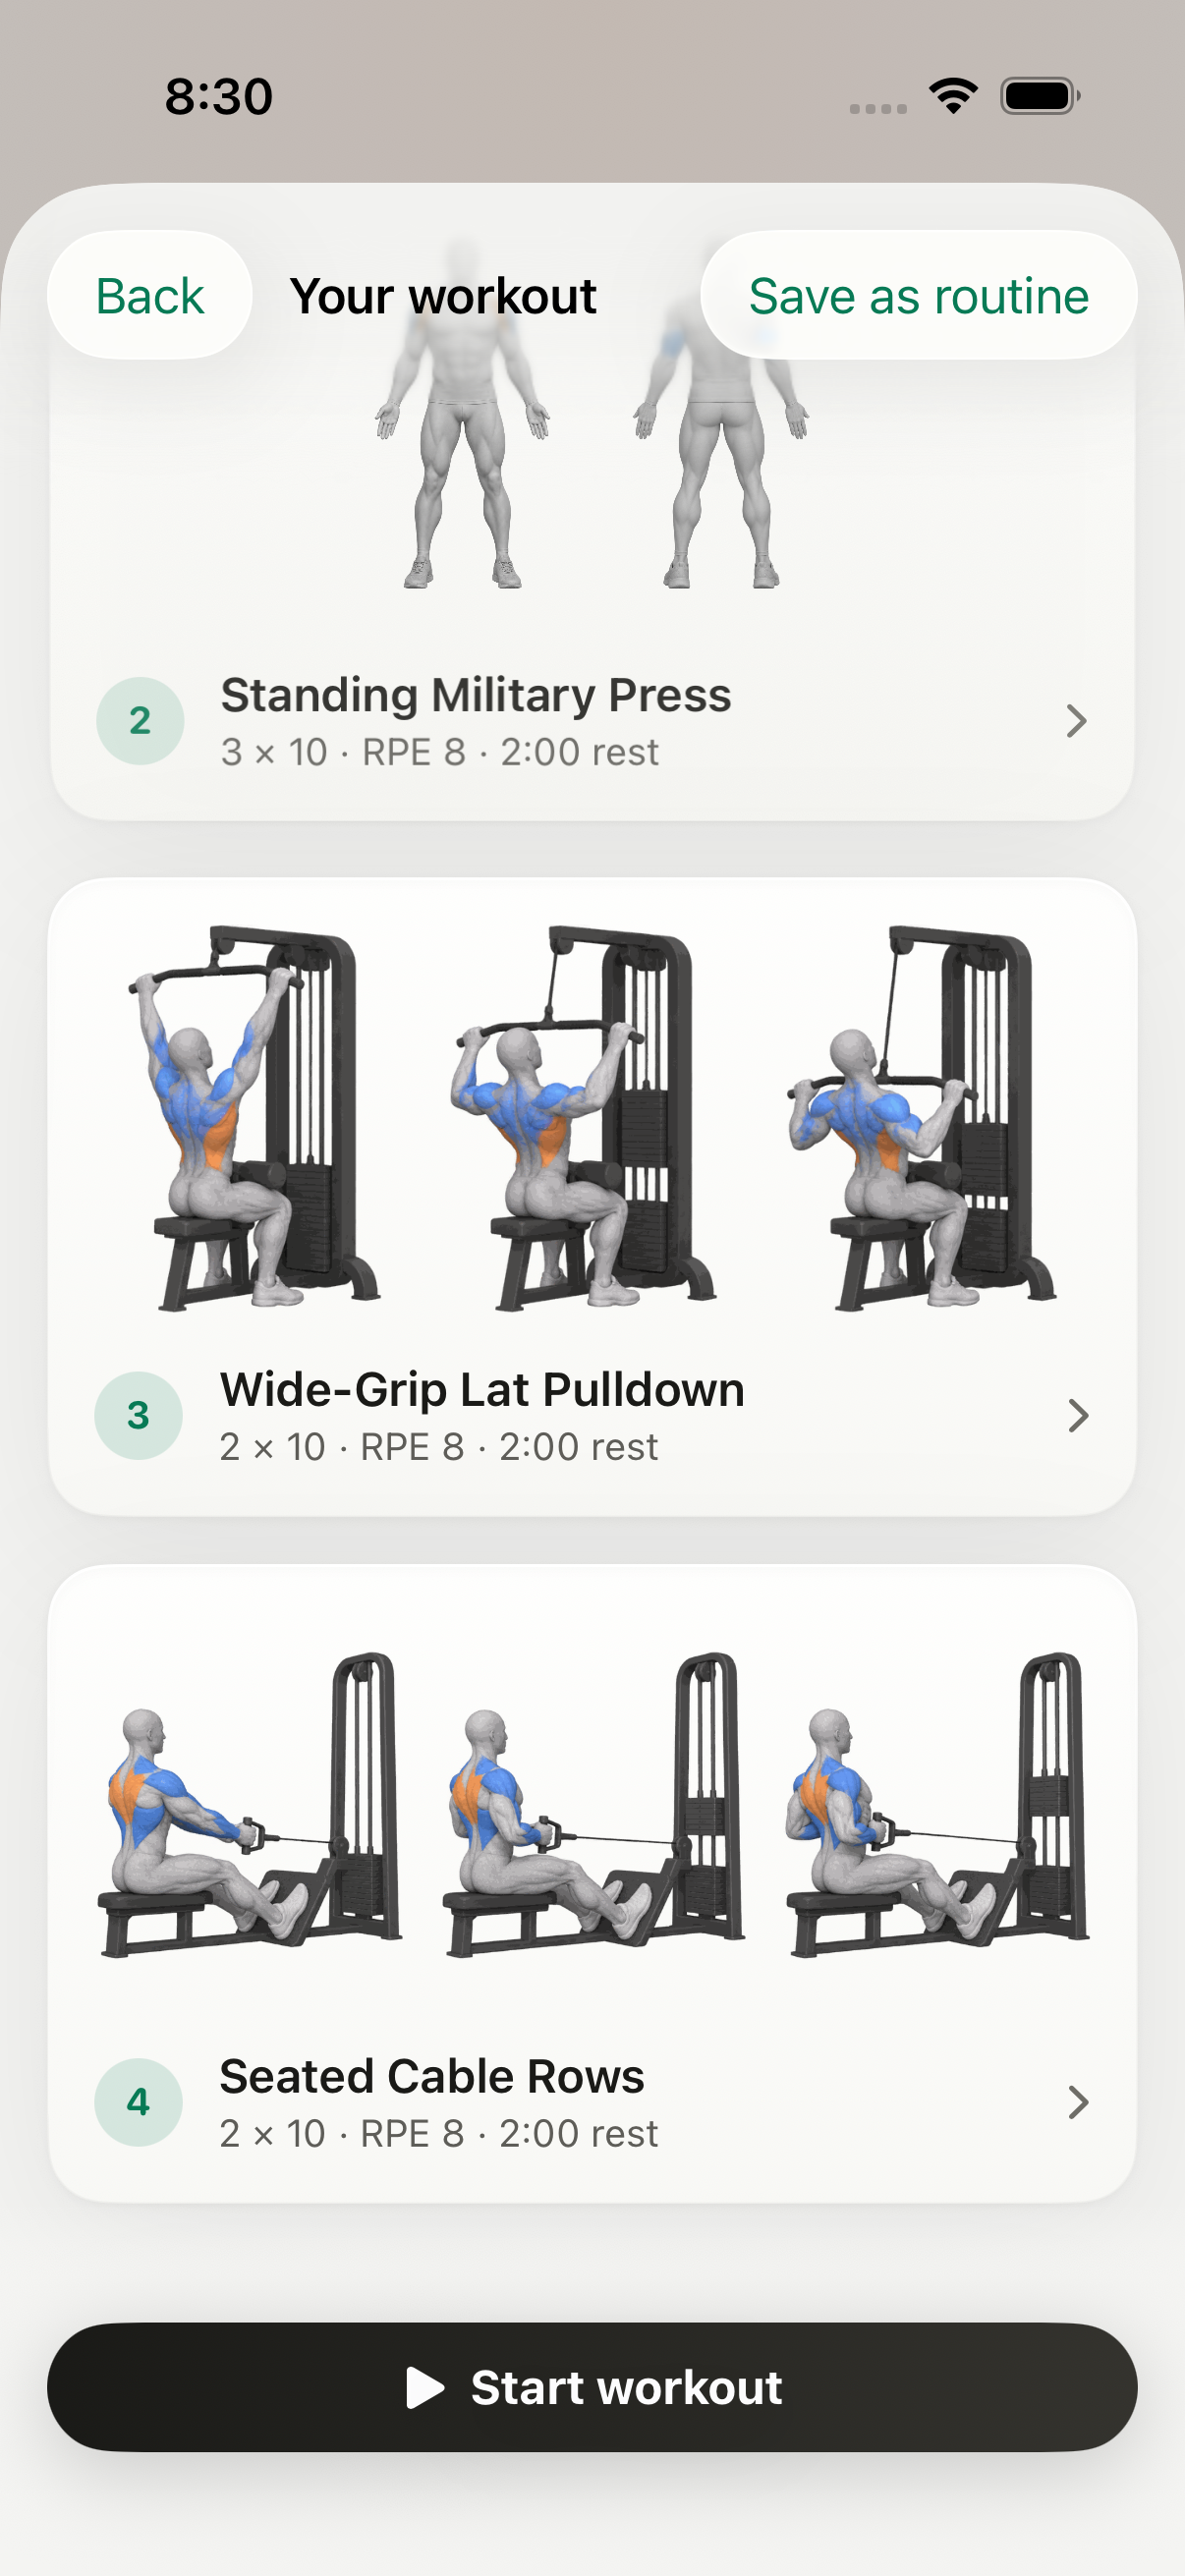 8:30
Back
Your workout
Save as routine
2
Standing Military Press
3 × 10 · RPE 8 · 2:00 rest
3
Wide-Grip Lat Pulldown
2 × 10 · RPE 8 · 2:00 rest
4
Seated Cable Rows
2 × 10 · RPE 8 · 2:00 rest
Start workout